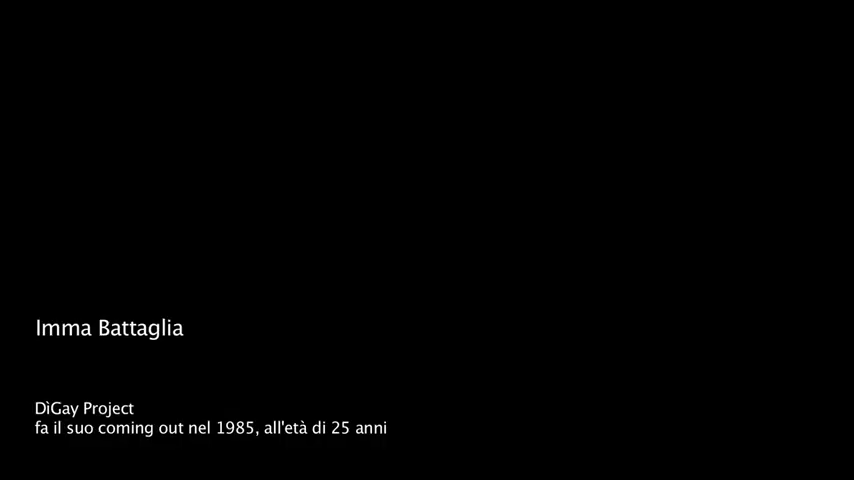 Imma Battaglia
DìGay Project
fa il suo coming out nel 1985, all'età di 25 anni